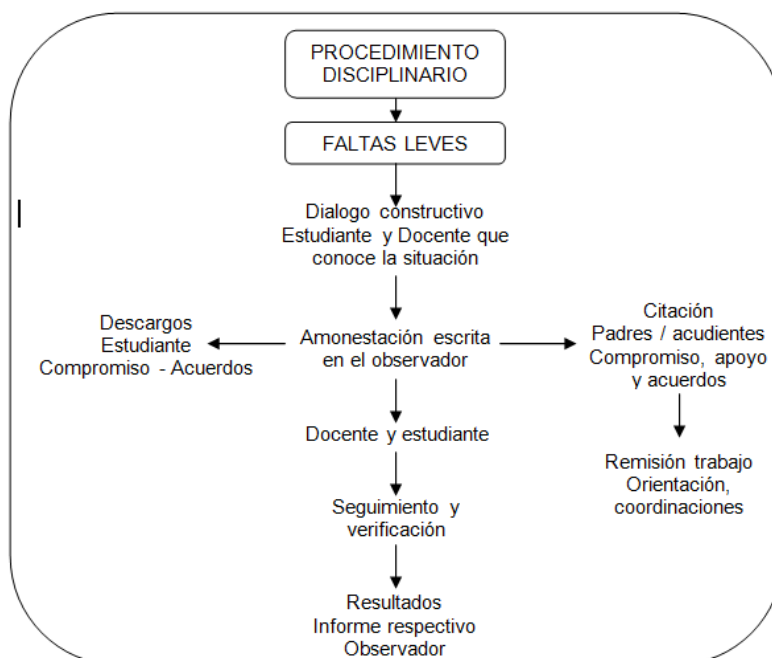 PROCEDIMIENTO
DISCIPLINARIO
FALTAS LEVES
Dialogo constructivo
Estudiante y Docente que
conoce la situación
Descargos
Estudiante
Compromiso - Acuerdos
Amonestación escrita
en el observador
Citación
Padres / acudientes
Compromiso, apoyo
y acuerdos
Docente y estudiante
Remisión trabajo
Orientación,
coordinaciones
Seguimiento y
verificación
Resultados
Informe respectivo
Observador